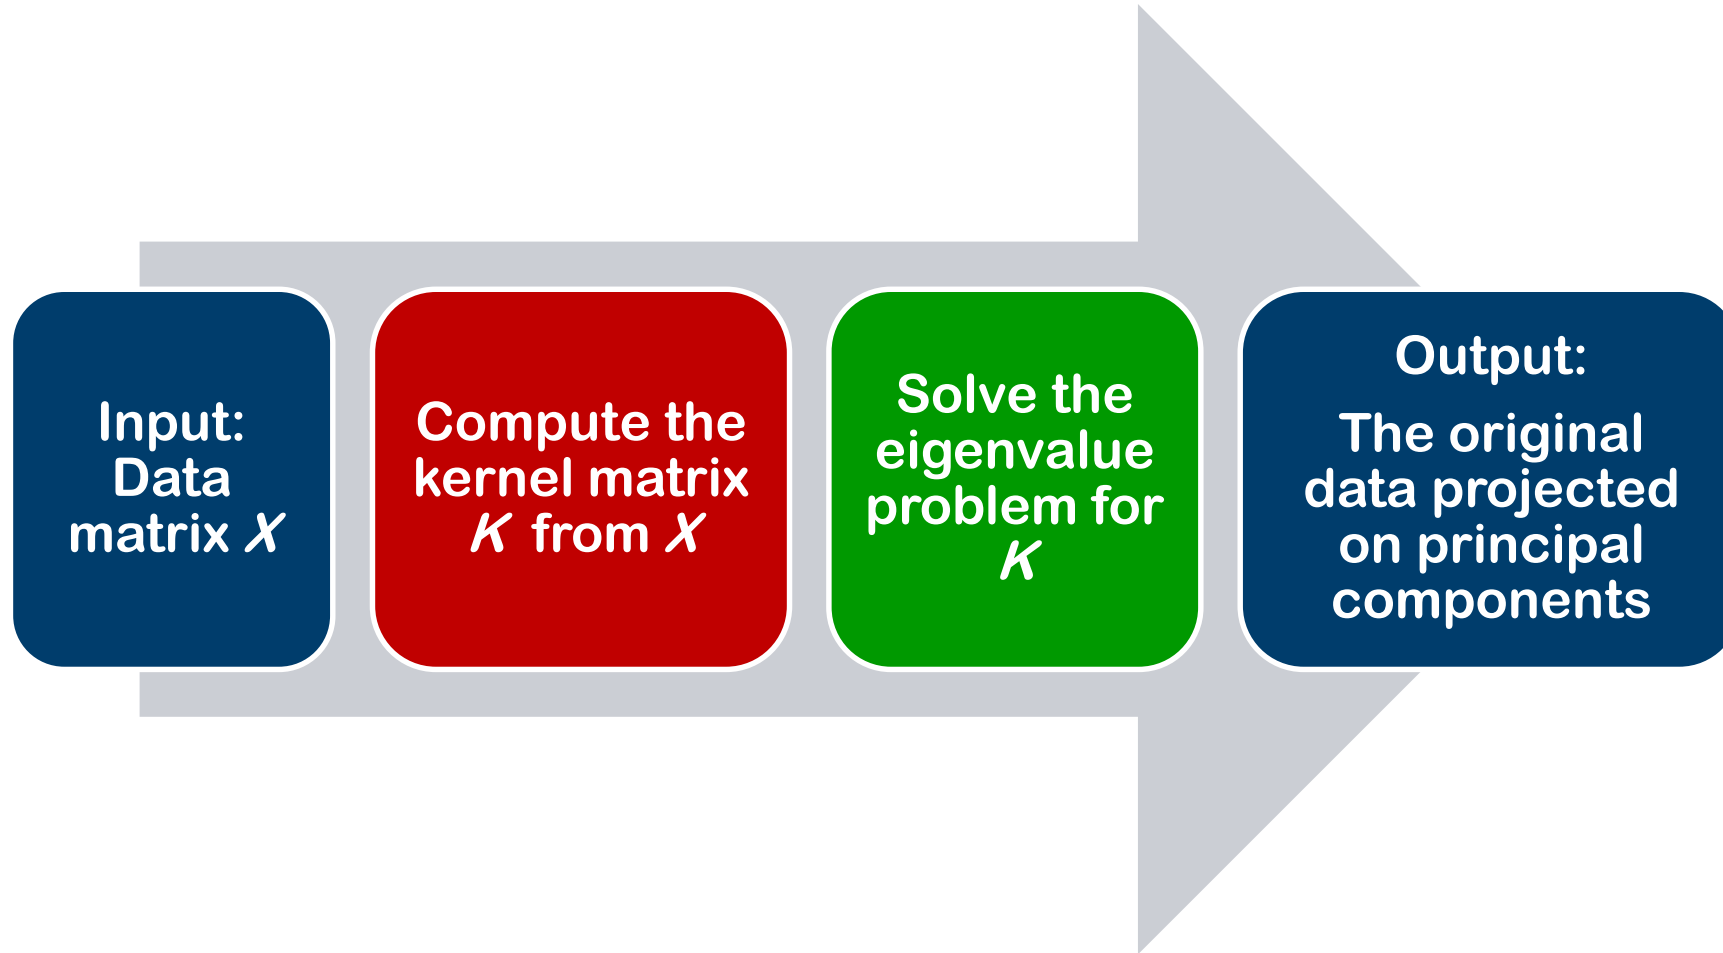 Input:
Data
matrix X
Compute the
kernel matrix
K from X
Solve the
eigenvalue
problem for
K
Output:
The original
data projected
on principal
components